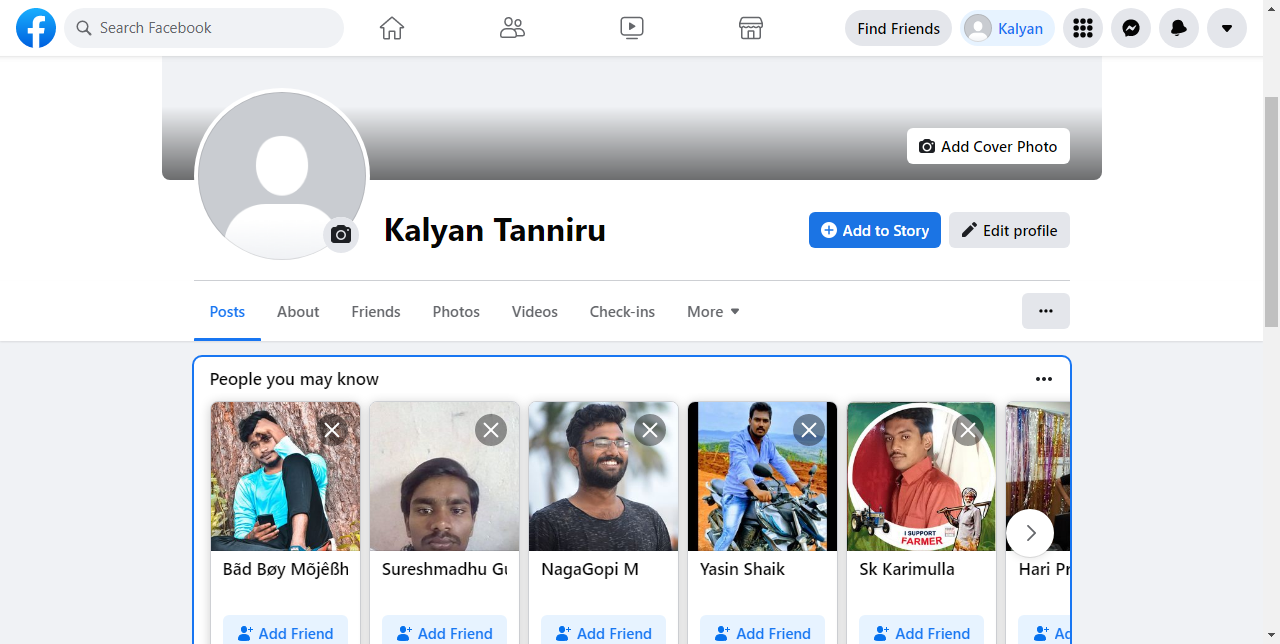 Search Facebook
Find Friends
Kalyan
Add Cover Photo
Kalyan Tanniru
Add to Story
Edit profile
Posts
About
Friends
Photos
Videos
Check-ins
More
People you may know
I SUPPORT
FARMER
Bãd Bøy Mõjêßh
Sureshmadhu Gu
NagaGopi M
Yasin Shaik
Sk Karimulla
Hari Pr
Add Friend
Add Friend
Add Friend
Add Friend
Add Friend
Ad